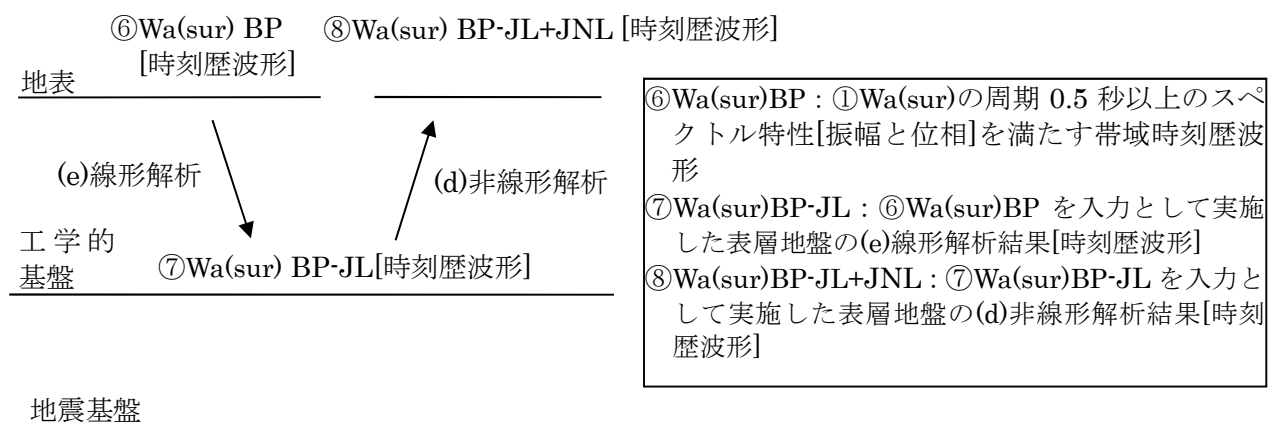 ⑥Wa(sur) BP
[時刻歴波形]
⑧Wa(sur) BP-JL+JNL [時刻歴波形]
地表
(e)線形解析
(d)非線形解析
工学的
基盤
⑦Wa(sur) BP-JL[時刻歴波形]
地震基盤
⑥Wa(sur)BP：①Wa(sur)の周期 0.5 秒以上のスペ
クトル特性[振幅と位相]を満たす帯域時刻歴波
形
⑦Wa(sur)BP-JL：⑥Wa(sur)BP を入力として実施
した表層地盤の(e)線形解析結果[時刻歴波形]
⑧Wa(sur)BP-JL+JNL：⑦Wa(sur)BP-JL を入力と
して実施した表層地盤の(d)非線形解析結果[時刻
歴波形]